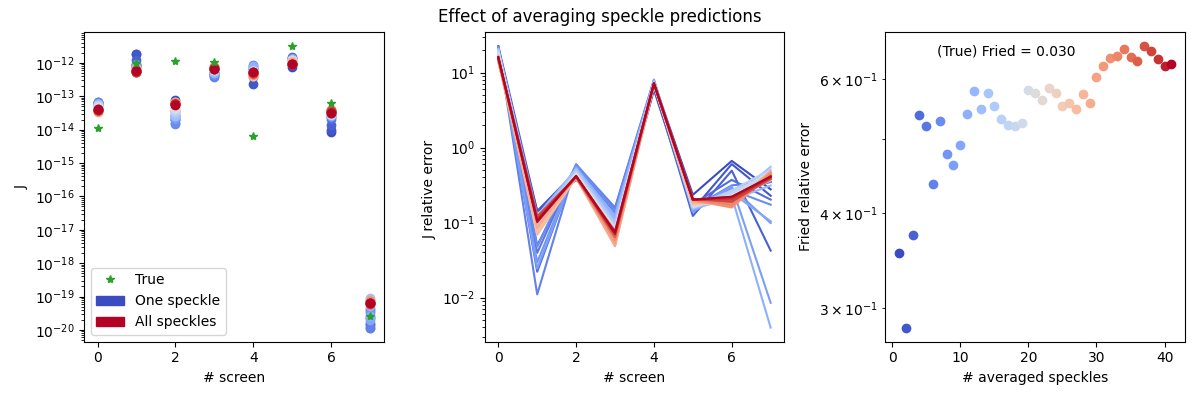 Effect of averaging speckle predictions
J
10⁻¹²
10⁻¹³
10⁻¹⁴
10⁻¹⁵
10⁻¹⁶
10⁻¹⁷
10⁻¹⁸
10⁻¹⁹
10⁻²⁰
True
One speckle
All speckles
0 2 4 6
# screen
J relative error
10¹
10⁰
10⁻¹
10⁻²
0 2 4 6
# screen
Fried relative error
(True) Fried = 0.030
6 × 10⁻¹
4 × 10⁻¹
3 × 10⁻¹
0 10 20 30 40
# averaged speckles